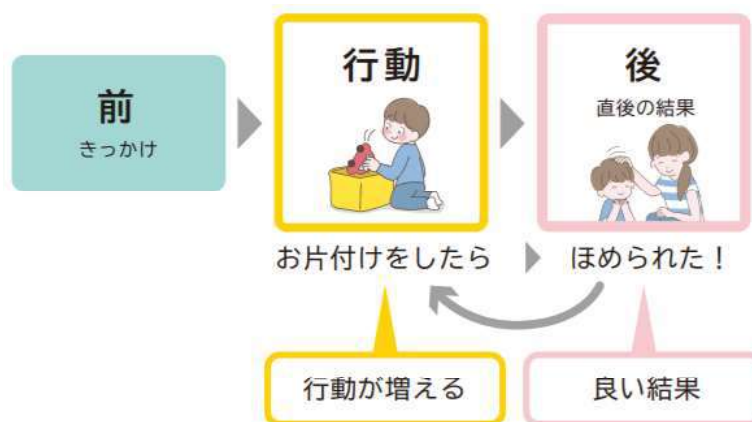 前
きっかけ
行動
後
直後の結果
お片付けをしたら
ほめられた！
行動が増える
良い結果